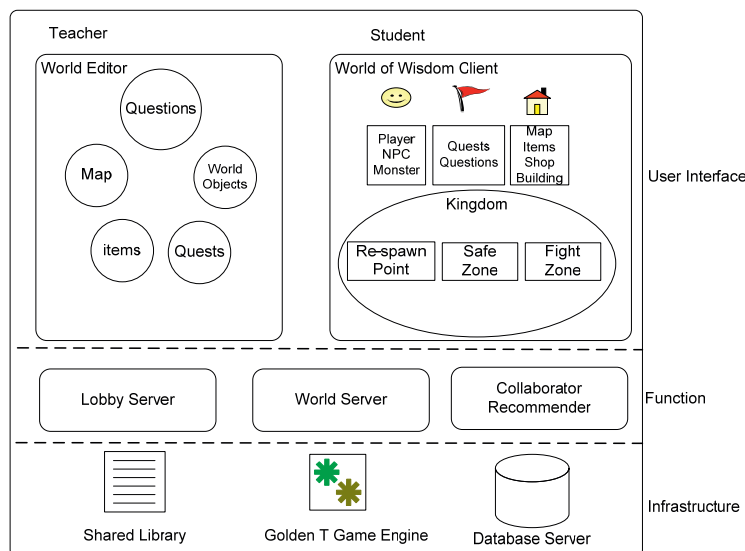 Teacher
Student
World Editor
Questions
Map
World
Objects
items
Quests
World of Wisdom Client
Player
NPC
Monster
Quests
Questions
Map
Items
Shop
Building
Kingdom
Re-spawn
Point
Safe
Zone
Fight
Zone
User Interface
Lobby Server
World Server
Collaborator
Recommender
Function
Shared Library
Golden T Game Engine
Database Server
Infrastructure